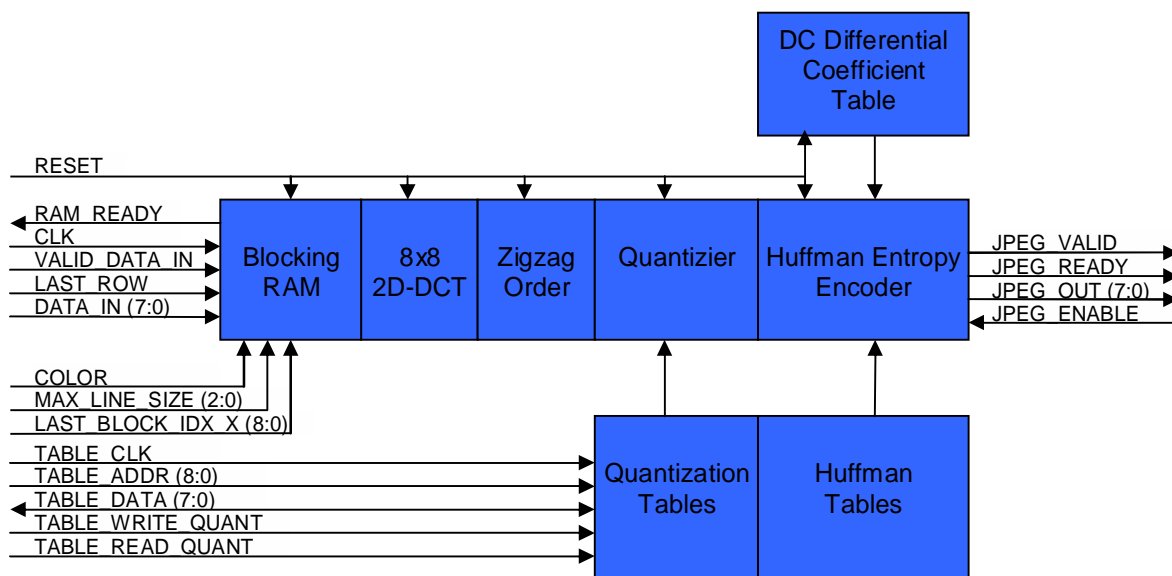 DC Differential
Coefficient
Table
RESET
RAM_READY
CLK
VALID_DATA_IN
LAST_ROW
DATA_IN (7:0)
Blocking
RAM
8x8
2D-DCT
Zigzag
Order
Quantizier
Huffman Entropy
Encoder
JPEG_VALID
JPEG_READY
JPEG_OUT (7:0)
JPEG_ENABLE
COLOR
MAX_LINE_SIZE (2:0)
LAST_BLOCK_IDX_X (8:0)
TABLE_CLK
TABLE_ADDR (8:0)
TABLE_DATA (7:0)
TABLE_WRITE_QUANT
TABLE_READ_QUANT
Quantization
Tables
Huffman
Tables